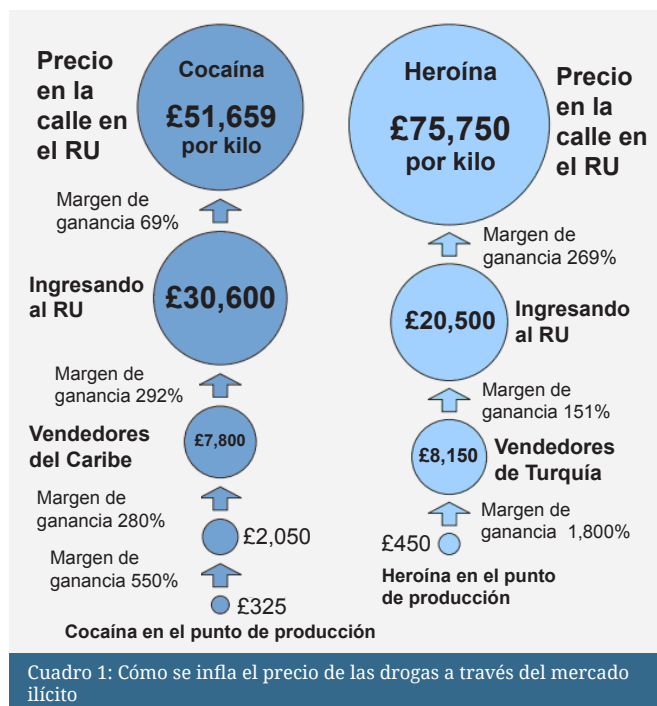 Precio
en la
calle en
el RU
Cocaína
£51,659
por kilo
Margen de
ganancia 69%
Ingresando
al RU
£30,600
Margen de
ganancia 292%
Vendedores
del Caribe
£7,800
Margen de
ganancia 280%
£2,050
Margen de
ganancia 550%
£325
Cocaína en el punto de producción
Heroína
£75,750
por kilo
Precio
en la
calle en
el RU
Margen de
ganancia 269%
£20,500
Ingresando
al RU
Margen de
ganancia 151%
£8,150
Vendedores
de Turquía
Margen de
ganancia 1,800%
£450
Heroína en el punto
de producción
Cuadro 1: Cómo se infla el precio de las drogas a través del mercado
ilícito